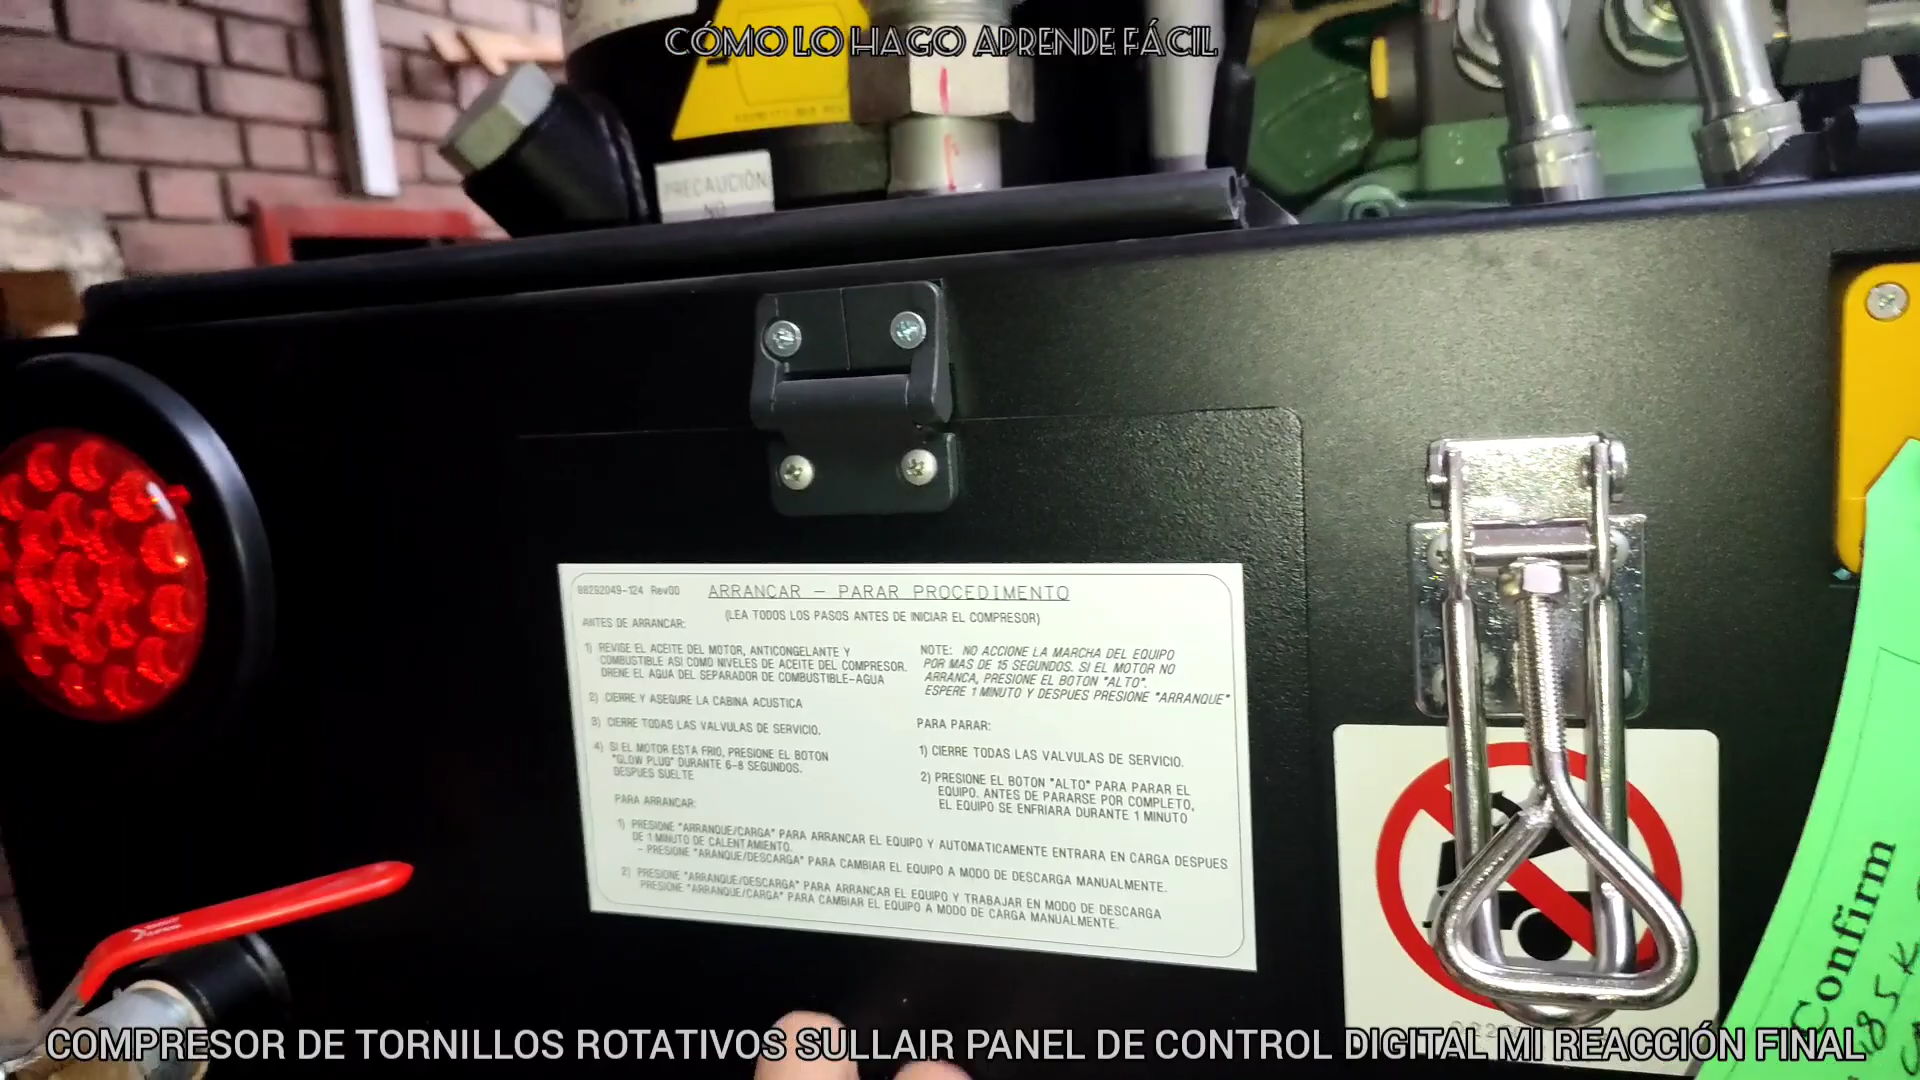 CÓMO LO HAGO APRENDE FÁCIL
PRECAUCIÓN
NO
88292049-124 Rev00
ARRANCAR - PARAR PROCEDIMENTO
(LEA TODOS LOS PASOS ANTES DE INICIAR EL COMPRESOR)
ANTES DE ARRANCAR:
1) REVISE EL ACEITE DEL MOTOR, ANTICONGELANTE Y
COMBUSTIBLE ASI COMO NIVELES DE ACEITE DEL COMPRESOR.
DRENE EL AGUA DEL SEPARADOR DE COMBUSTIBLE-AGUA
2) CIERRE Y ASEGURE LA CABINA ACUSTICA
3) CIERRE TODAS LAS VALVULAS DE SERVICIO.
4) SI EL MOTOR ESTA FRIO, PRESIONE EL BOTON
"GLOW PLUG" DURANTE 6-8 SEGUNDOS.
DESPUES SUELTE
NOTE: NO ACCIONE LA MARCHA DEL EQUIPO
POR MAS DE 15 SEGUNDOS. SI EL MOTOR NO
ARRANCA, PRESIONE EL BOTON "ALTO".
ESPERE 1 MINUTO Y DESPUES PRESIONE "ARRANQUE"
PARA PARAR:
1) CIERRE TODAS LAS VALVULAS DE SERVICIO.
2) PRESIONE EL BOTON "ALTO" PARA PARAR EL
EQUIPO. ANTES DE PARARSE POR COMPLETO,
EL EQUIPO SE ENFRIARA DURANTE 1 MINUTO
PARA ARRANCAR:
1) PRESIONE "ARRANQUE/CARGA" PARA ARRANCAR EL EQUIPO Y AUTOMATICAMENTE ENTRARA EN CARGA DESPUES
DE 1 MINUTO DE CALENTAMIENTO.
- PRESIONE "ARANQUE/DESCARGA" PARA CAMBIAR EL EQUIPO A MODO DE DESCARGA MANUALMENTE.
2) PRESIONE "ARRANQUE/DESCARGA" PARA ARRANCAR EL EQUIPO Y TRABAJAR EN MODO DE DESCARGA
PRESIONE "ARRANQUE/CARGA" PARA CAMBIAR EL EQUIPO A MODO DE CARGA MANUALMENTE.
Confirm
COMPRESOR DE TORNILLOS ROTATIVOS SULLAIR PANEL DE CONTROL DIGITAL MI REACCIÓN FINAL